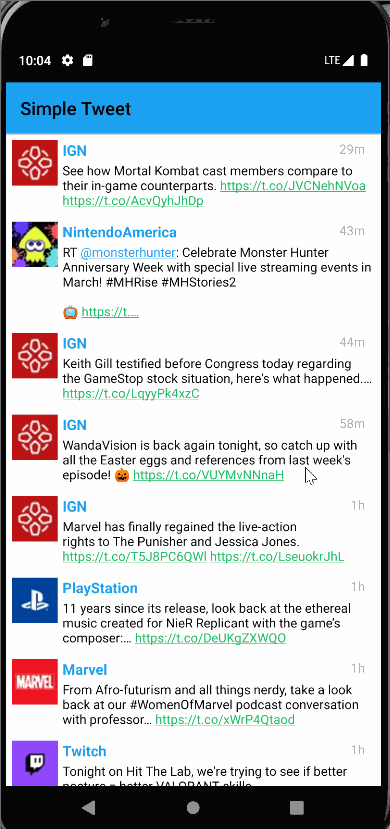 10:04
LTE
Simple Tweet
IGN 29m
See how Mortal Kombat cast members compare to
their in-game counterparts. https://t.co/JVCNehNVoa
https://t.co/AcvQyhJhDp
NintendoAmerica 43m
RT @monsterhunter: Celebrate Monster Hunter
Anniversary Week with special live streaming events in
March! #MHRise #MHStories2
📺 https://t.…
IGN 44m
Keith Gill testified before Congress today regarding
the GameStop stock situation, here's what happened.…
https://t.co/LqyyPk4xzC
IGN 58m
WandaVision is back again tonight, so catch up with
all the Easter eggs and references from last week's
episode! 🎃 https://t.co/VUYMvNNnaH
IGN 1h
Marvel has finally regained the live-action
rights to The Punisher and Jessica Jones.
https://t.co/T5J8PC6QWl https://t.co/LseuokrJhL
PlayStation 1h
11 years since its release, look back at the ethereal
music created for NieR Replicant with the game's
composer:… https://t.co/DeUKgZXWQO
MARVEL
Marvel 1h
From Afro-futurism and all things nerdy, take a look
back at our #WomenOfMarvel podcast conversation
with professor… https://t.co/xWrP4Qtaod
Twitch 1h
Tonight on Hit The Lab, we're trying to see if better
posture = better VALORANT skills